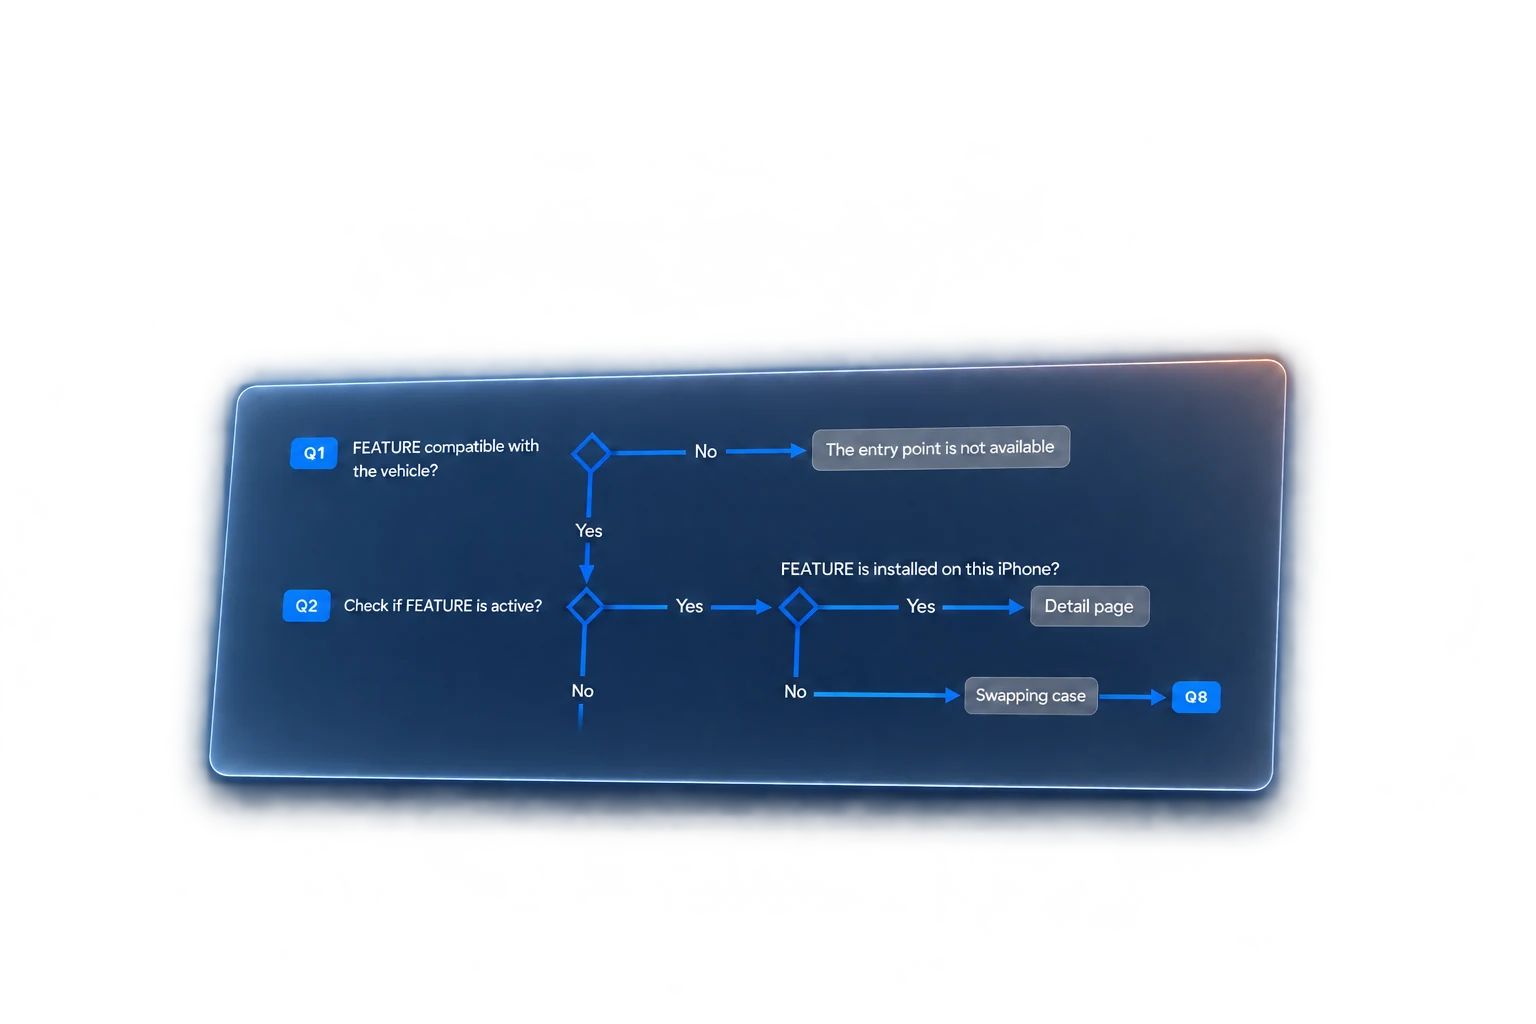 Q1
FEATURE compatible with
the vehicle?
No
The entry point is not available
Yes
FEATURE is installed on this iPhone?
Q2
Check if FEATURE is active?
Yes
Yes
Detail page
No
No
Swapping case
Q8